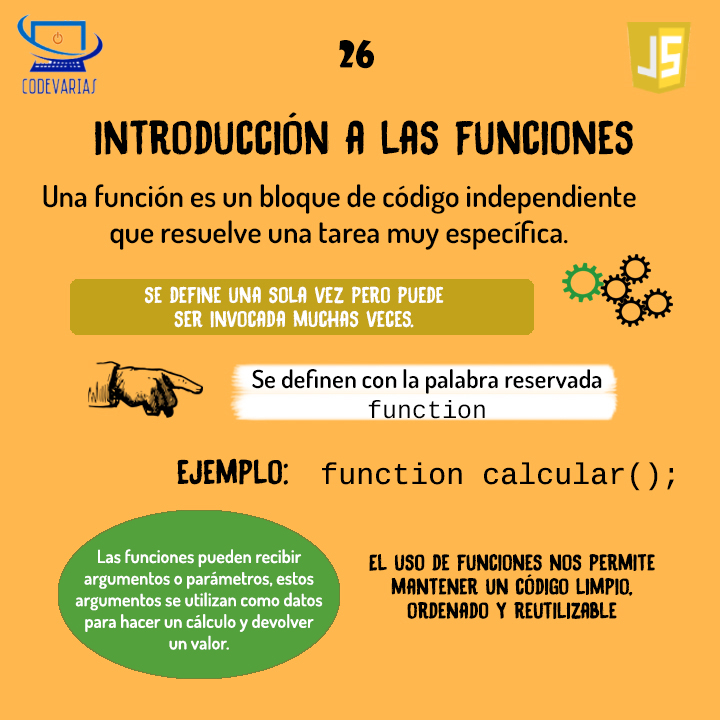 CODEVARIAS
26
JS
INTRODUCCIÓN A LAS FUNCIONES
Una función es un bloque de código independiente
que resuelve una tarea muy específica.
SE DEFINE UNA SOLA VEZ PERO PUEDE
SER INVOCADA MUCHAS VECES.
Se definen con la palabra reservada
function
EJEMPLO: function calcular();
Las funciones pueden recibir
argumentos o parámetros, estos
argumentos se utilizan como datos
para hacer un cálculo y devolver
un valor.
EL USO DE FUNCIONES NOS PERMITE
MANTENER UN CÓDIGO LIMPIO,
ORDENADO Y REUTILIZABLE